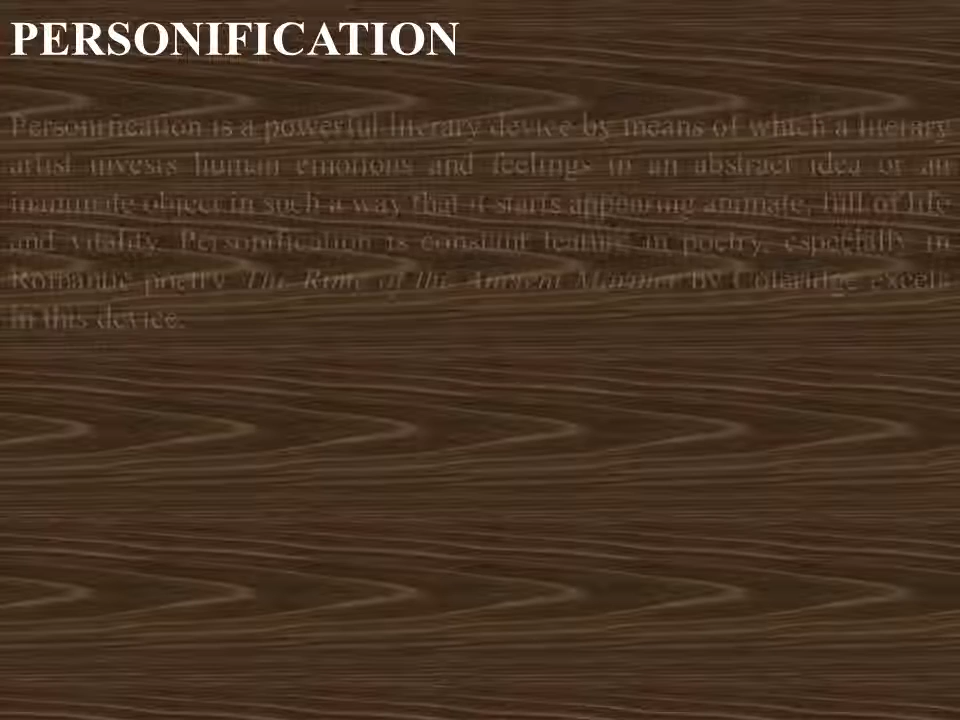 PERSONIFICATION
Personification is a powerful literary device by means of which a literary
artist invests human emotions and feelings in an abstract idea or an
inanimate object in such a way that it starts appearing animate, full of life
and vitality. Personification is constant feature in poetry, especially in
Romantic poetry. The Rime of the Ancient Mariner By Coleridge excels
in this device.